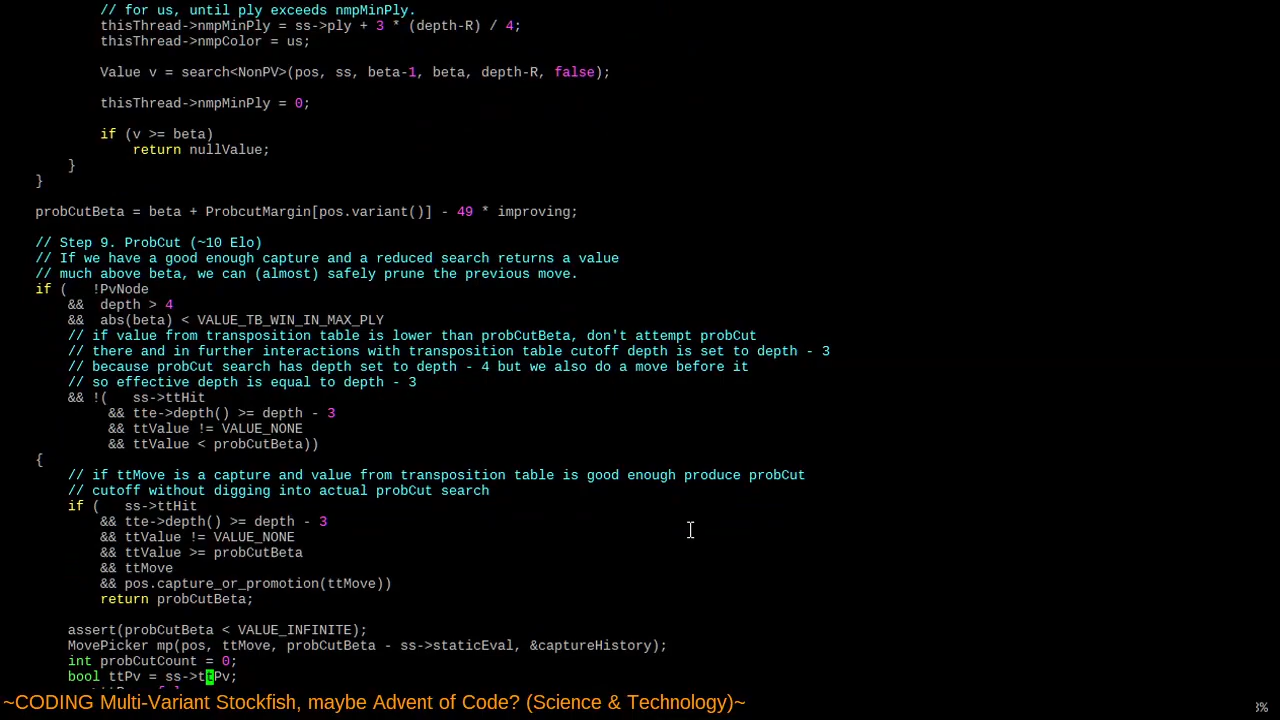 // for us, until ply exceeds nmpMinPly.
thisThread->nmpMinPly = ss->ply + 3 * (depth-R) / 4;
thisThread->nmpColor = us;
Value v = search<NonPV>(pos, ss, beta-1, beta, depth-R, false);
thisThread->nmpMinPly = 0;
if (v >= beta)
return nullValue;
}
}
probCutBeta = beta + ProbcutMargin[pos.variant()] - 49 * improving;
// Step 9. ProbCut (~10 Elo)
// If we have a good enough capture and a reduced search returns a value
// much above beta, we can (almost) safely prune the previous move.
if (   !PvNode
&&  depth > 4
&&  abs(beta) < VALUE_TB_WIN_IN_MAX_PLY
// if value from transposition table is lower than probCutBeta, don't attempt probCut
// there and in further interactions with transposition table cutoff depth is set to depth - 3
// because probCut search has depth set to depth - 4 but we also do a move before it
// so effective depth is equal to depth - 3
&& !(   ss->ttHit
&& tte->depth() >= depth - 3
&& ttValue != VALUE_NONE
&& ttValue < probCutBeta))
{
// if ttMove is a capture and value from transposition table is good enough produce probCut
// cutoff without digging into actual probCut search
if (   ss->ttHit
&& tte->depth() >= depth - 3
&& ttValue != VALUE_NONE
&& ttValue >= probCutBeta
&& ttMove
&& pos.capture_or_promotion(ttMove))
return probCutBeta;
assert(probCutBeta < VALUE_INFINITE);
MovePicker mp(pos, ttMove, probCutBeta - ss->staticEval, &captureHistory);
int probCutCount = 0;
bool ttPv = ss->ttPv;
~CODING Multi-Variant Stockfish, maybe Advent of Code? (Science & Technology)~